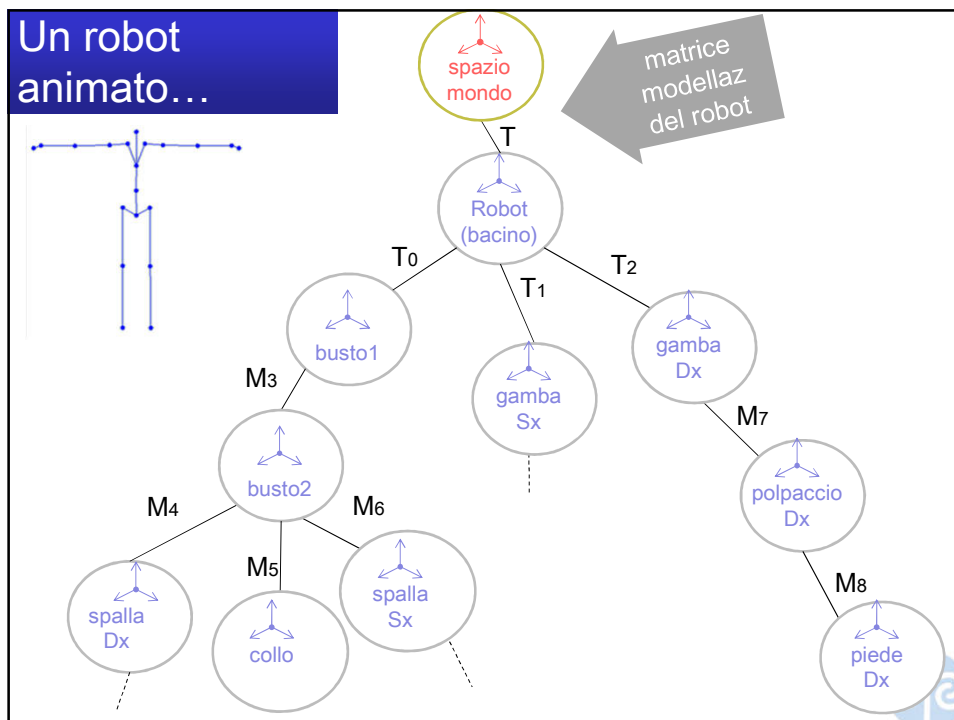 Un robot
animato…
spazio
mondo
matrice
modellaz
del robot
T
Robot
(bacino)
T0
T1
T2
busto1
gamba
Sx
gamba
Dx
M3
M7
busto2
polpaccio
Dx
M4
M5
M6
M8
spalla
Dx
collo
spalla
Sx
piede
Dx